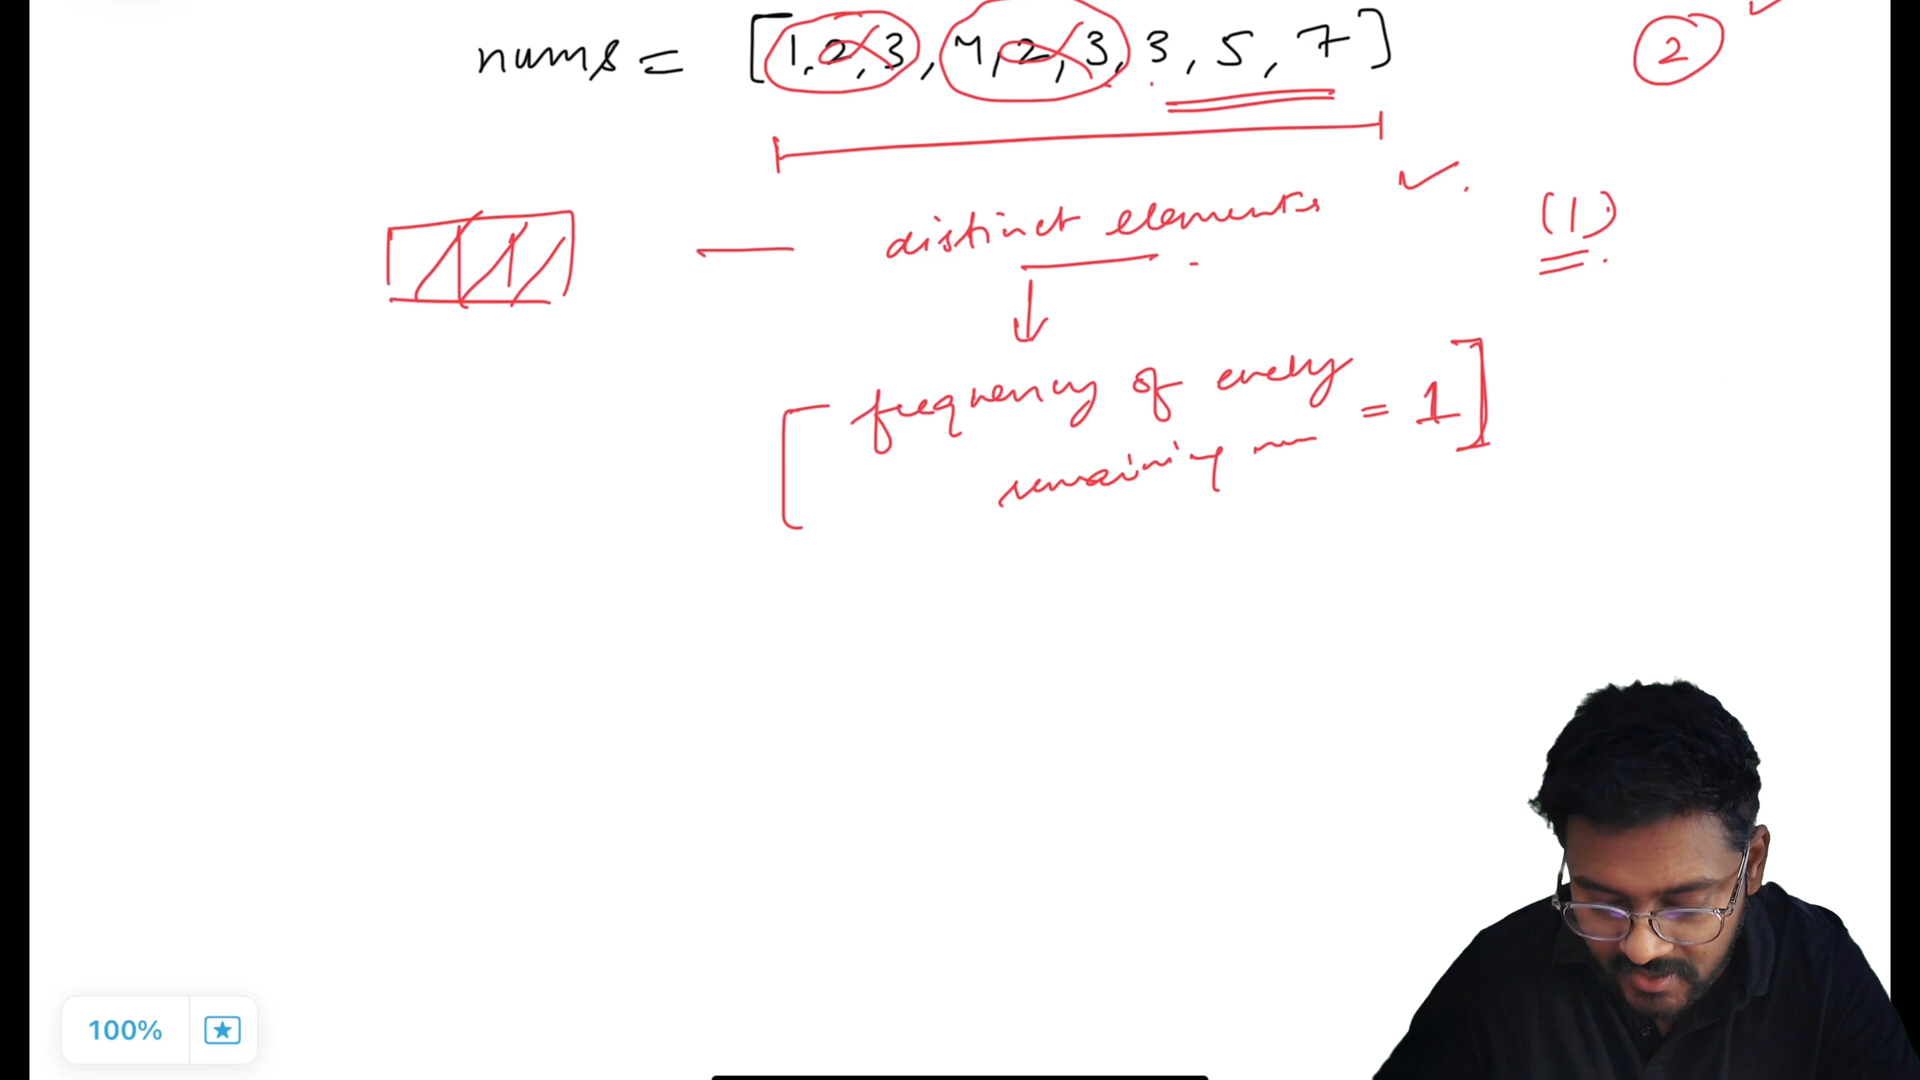 nums = [1, 2, 3, 4, 2, 3, 3, 5, 7]
2
distinct elements
(1)
frequency of every
= 1]
remaining
100%